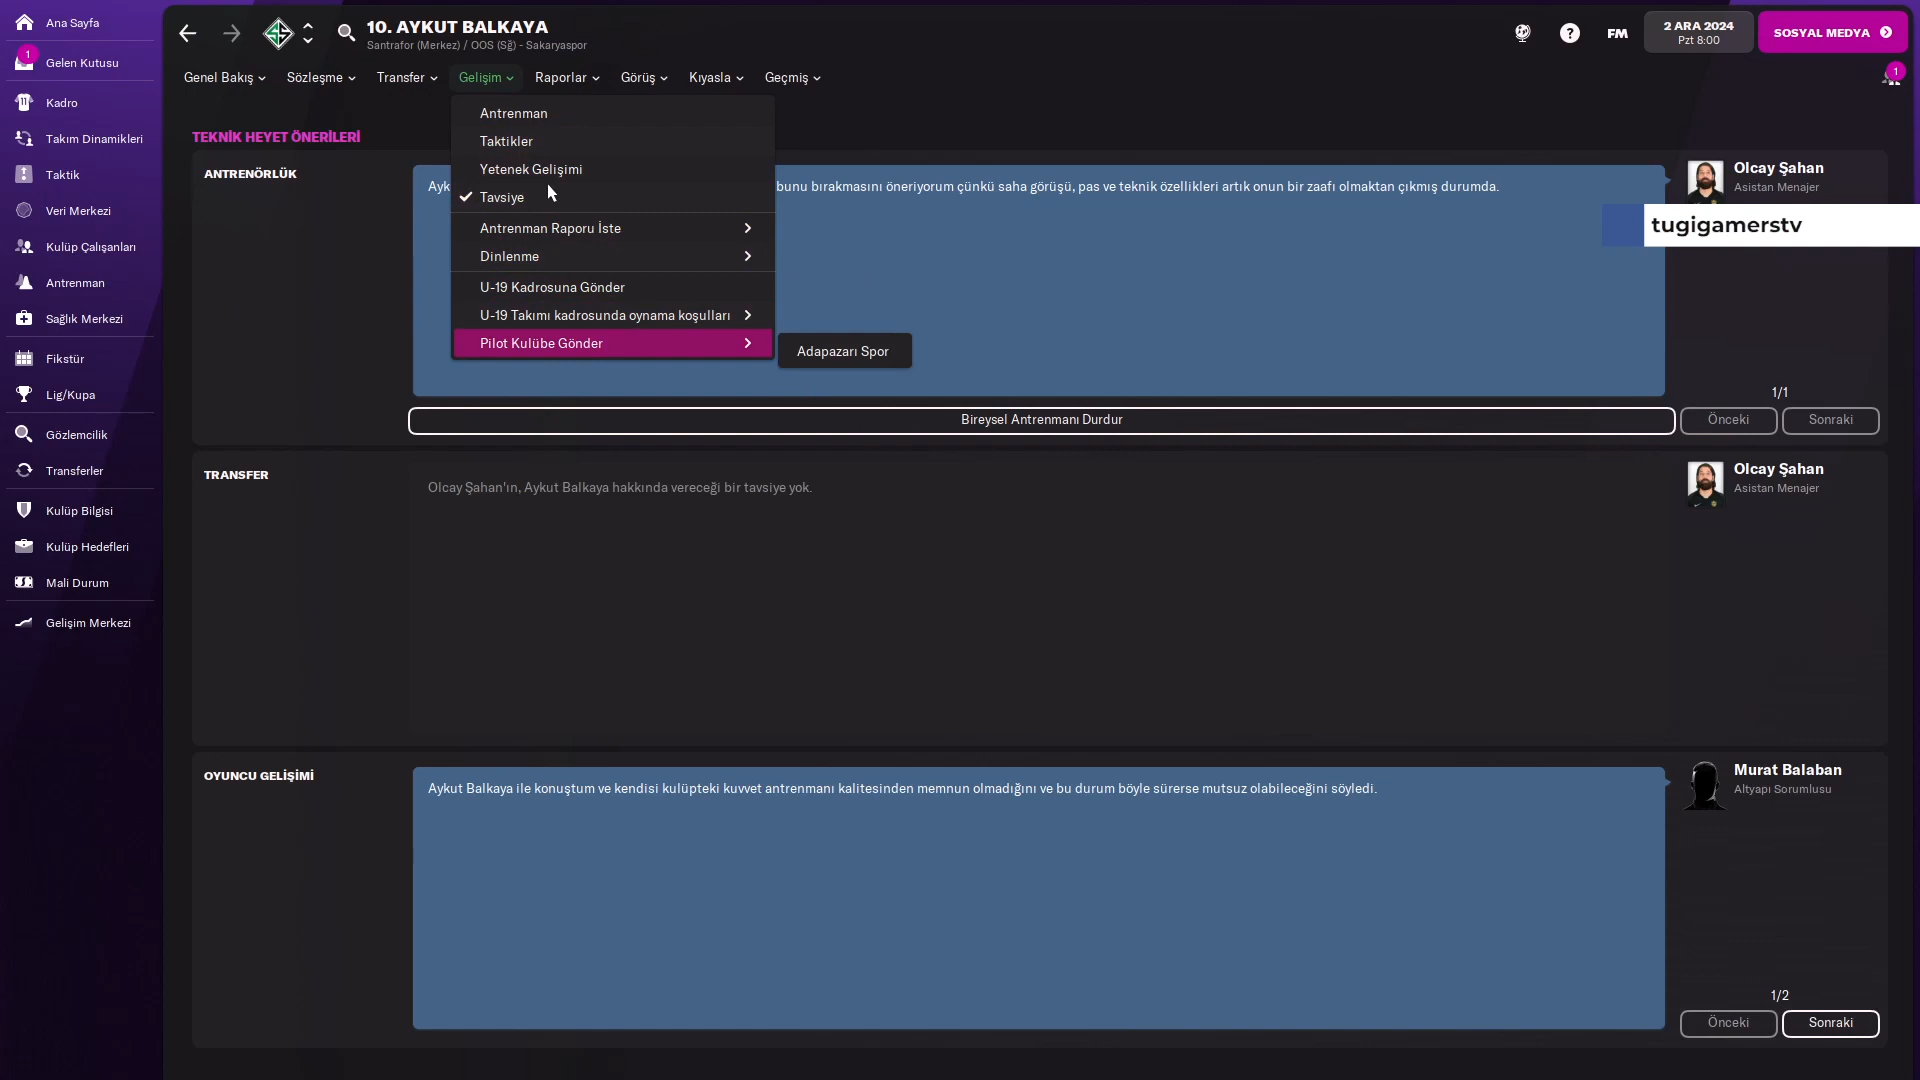 Ana Sayfa
1
Gelen Kutusu
Kadro
Takım Dinamikleri
Taktik
Veri Merkezi
Kulüp Çalışanları
Antrenman
Sağlık Merkezi
Fikstür
Lig/Kupa
Gözlemcilik
Transferler
Kulüp Bilgisi
Kulüp Hedefleri
Mali Durum
Gelişim Merkezi
10. AYKUT BALKAYA
Santrafor (Merkez) / OOS (Sğ) - Sakaryaspor
FM
2 ARA 2024
Pzt 8:00
SOSYAL MEDYA
Genel Bakış
Sözleşme
Transfer
Gelişim
Raporlar
Görüş
Kıyasla
Geçmiş
1
Antrenman
Taktikler
Yetenek Gelişimi
Tavsiye
Antrenman Raporu İste
Dinlenme
U-19 Kadrosuna Gönder
U-19 Takımı kadrosunda oynama koşulları
Pilot Kulübe Gönder
Adapazarı Spor
TEKNİK HEYET ÖNERİLERİ
ANTRENÖRLÜK
Ayk
bunu bırakmasını öneriyorum çünkü saha görüşü, pas ve teknik özellikleri artık onun bir zaafı olmaktan çıkmış durumda.
Olcay Şahan
Asistan Menajer
tugigamerstv
1/1
Bireysel Antrenmanı Durdur
Önceki
Sonraki
TRANSFER
Olcay Şahan'ın, Aykut Balkaya hakkında vereceği bir tavsiye yok.
Olcay Şahan
Asistan Menajer
OYUNCU GELİŞİMİ
Aykut Balkaya ile konuştum ve kendisi kulüpteki kuvvet antrenmanı kalitesinden memnun olmadığını ve bu durum böyle sürerse mutsuz olabileceğini söyledi.
Murat Balaban
Altyapı Sorumlusu
1/2
Önceki
Sonraki